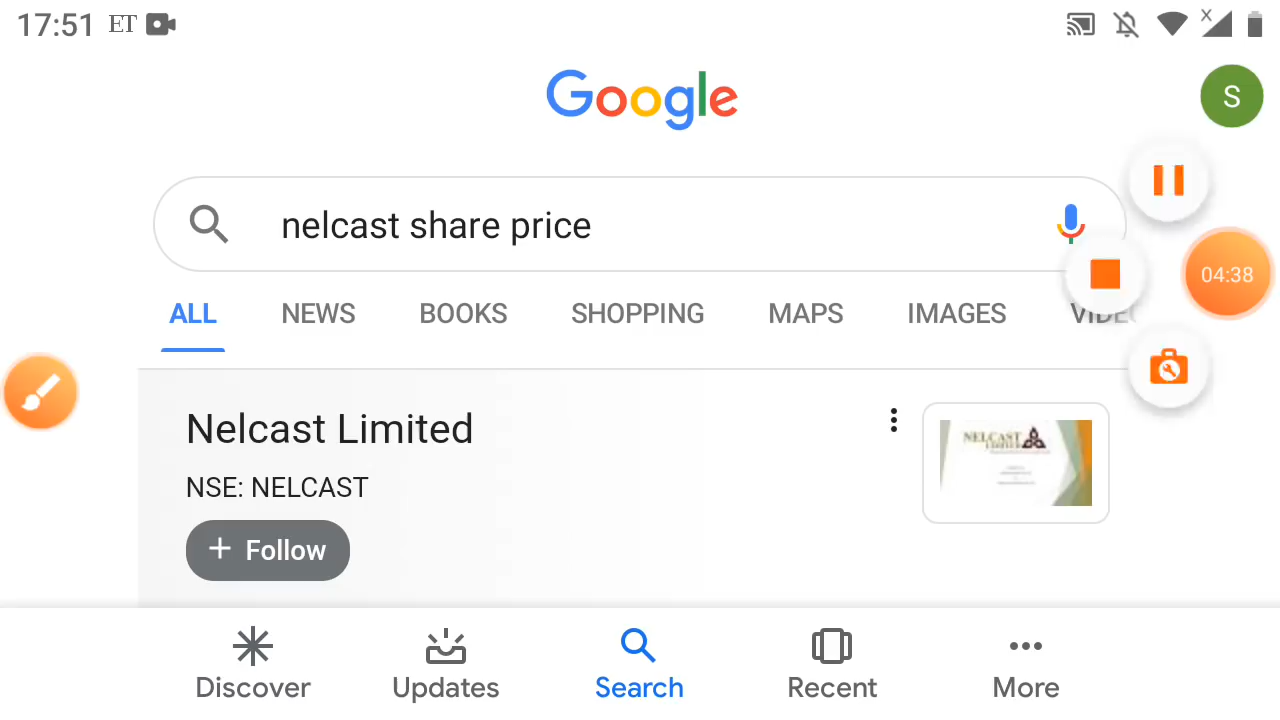 17:51 ET
X
Google
S
nelcast share price
04:38
ALL NEWS BOOKS SHOPPING MAPS IMAGES
Nelcast Limited
NELCAST
NSE: NELCAST
+ Follow
Discover Updates Search Recent More